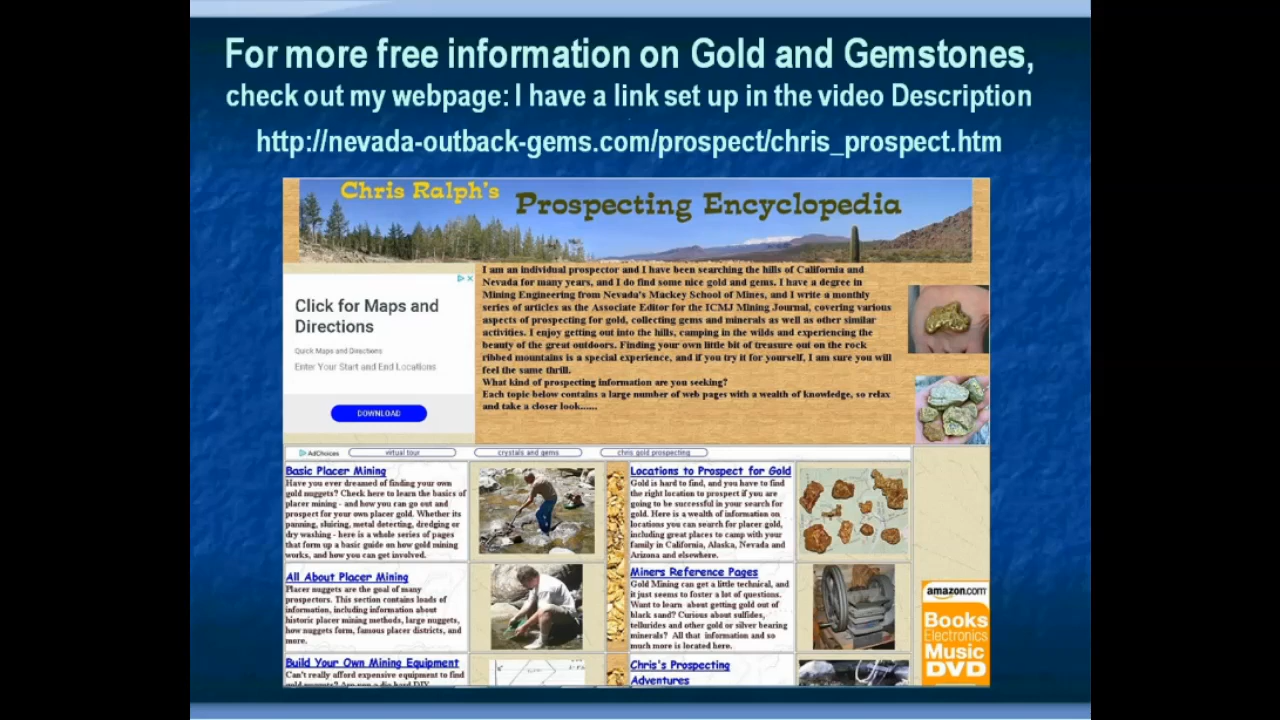 For more free information on Gold and Gemstones,
check out my webpage: I have a link set up in the video Description
http://nevada-outback-gems.com/prospect/chris_prospect.htm
Chris Ralph's
Prospecting Encyclopedia
Click for Maps and
Directions
Quick Maps and Directions
Enter Your Start and End Locations
DOWNLOAD
I am an individual prospector and I have been searching the hills of California and
Nevada for many years, and I do find some nice gold and gems. I have a degree in
Mining Engineering from Nevada's Mackey School of Mines, and I write a monthly
series of articles as the Associate Editor for the ICMJ Mining Journal, covering various
aspects of prospecting for gold, collecting gems and minerals as well as other similar
activities. I enjoy getting out into the hills, camping in the wilds and experiencing the
beauty of the great outdoors. Finding your own little bit of treasure out on the rock
ribbed mountains is a special experience, and if you try it for yourself, I am sure you will
feel the same thrill.
What kind of prospecting information are you seeking?
Each topic below contains a large number of web pages with a wealth of knowledge, so relax
and take a closer look......
AdChoices
virtual tour
crystals and gems
chris gold prospecting
Basic Placer Mining
Have you ever dreamed of finding your own
gold nuggets? Check here to learn the basics of
placer mining - and how you can go out and
prospect for your own placer gold. Whether its
panning, sluicing, metal detecting, dredging or
dry washing - here is a whole series of pages
that form up a basic guide on how gold mining
works, and how you can get involved.
Locations to Prospect for Gold
Gold is hard to find, and you have to find
the right location to prospect if you are
going to be successful in your search for
gold. Here is a wealth of information on
locations you can search for placer gold,
including great places to camp with your
family in California, Alaska, Nevada and
Arizona and elsewhere.
All About Placer Mining
Placer nuggets are the goal of many
prospectors. This section contains loads of
information, including information about
historic placer mining methods, large nuggets,
how nuggets form, famous placer districts, and
more.
Miners Reference Pages
Gold Mining can get a little technical, and
it just seems to foster a lot of questions.
Want to learn about getting gold out of
black sand? Curious about sulfides,
tellurides and other gold or silver bearing
minerals? All that information and so
much more is located here.
Build Your Own Mining Equipment
Can't really afford expensive equipment to find
Chris's Prospecting
Adventures
amazon.com
Books
Electronics
Music
DVD